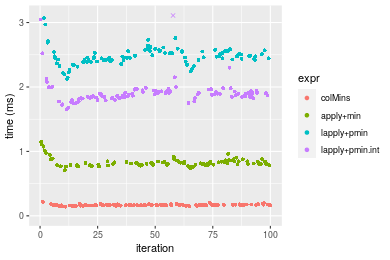 time (ms)
3
2
1
0
0
25
50
75
100
iteration
expr
colMins
apply+min
lapply+pmin
lapply+pmin.int